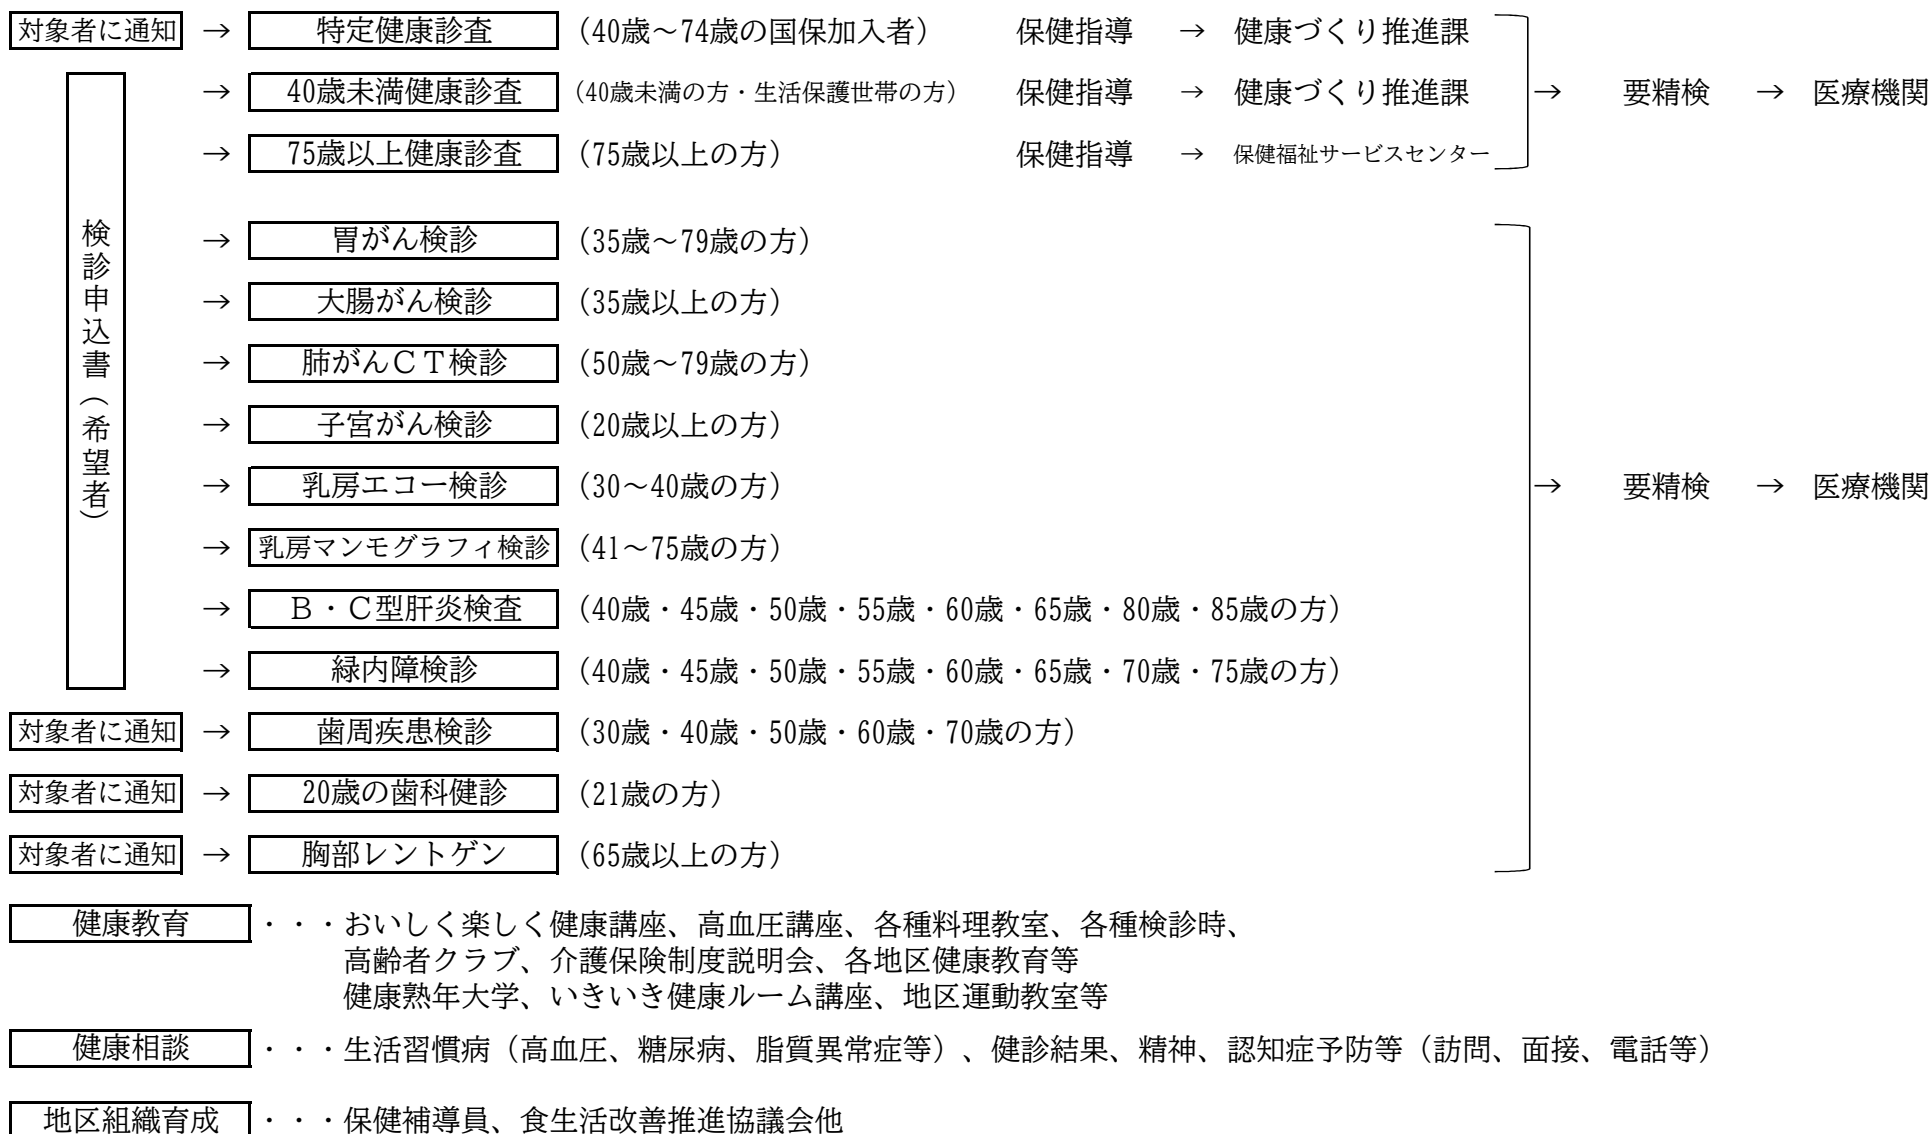 対象者に通知 → 特定健康診査 (40歳～74歳の国保加入者) 保健指導 → 健康づくり推進課
→ 40歳未満健康診査 (40歳未満の方・生活保護世帯の方) 保健指導 → 健康づくり推進課 → 要精検 → 医療機関
→ 75歳以上健康診査 (75歳以上の方) 保健指導 → 保健福祉サービスセンター
検診申込書(希望者)
→ 胃がん検診 (35歳～79歳の方)
→ 大腸がん検診 (35歳以上の方)
→ 肺がんＣＴ検診 (50歳～79歳の方)
→ 子宮がん検診 (20歳以上の方)
→ 乳房エコー検診 (30～40歳の方) → 要精検 → 医療機関
→ 乳房マンモグラフィ検診 (41～75歳の方)
→ Ｂ・Ｃ型肝炎検査 (40歳・45歳・50歳・55歳・60歳・65歳・80歳・85歳の方)
→ 緑内障検診 (40歳・45歳・50歳・55歳・60歳・65歳・70歳・75歳の方)
対象者に通知 → 歯周疾患検診 (30歳・40歳・50歳・60歳・70歳の方)
対象者に通知 → 20歳の歯科健診 (21歳の方)
対象者に通知 → 胸部レントゲン (65歳以上の方)
健康教育 ・・・おいしく楽しく健康講座、高血圧講座、各種料理教室、各種検診時、
高齢者クラブ、介護保険制度説明会、各地区健康教育等
健康熟年大学、いきいき健康ルーム講座、地区運動教室等
健康相談 ・・・生活習慣病（高血圧、糖尿病、脂質異常症等）、健診結果、精神、認知症予防等（訪問、面接、電話等）
地区組織育成 ・・・保健補導員、食生活改善推進協議会他